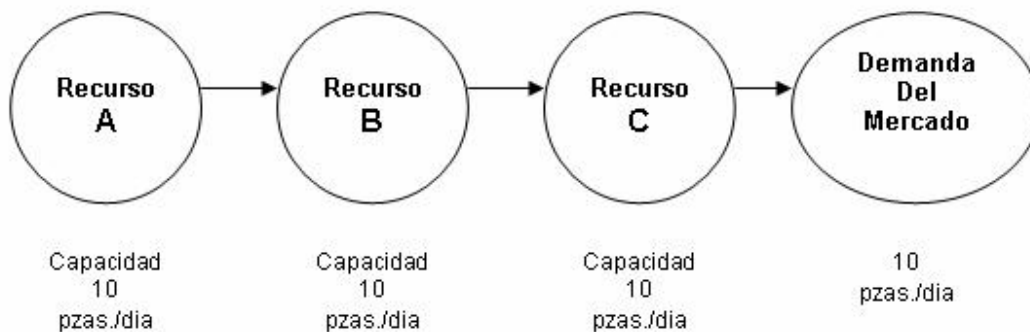 Recurso
A
Recurso
B
Recurso
C
Demanda
Del
Mercado
Capacidad
10
pzas./dia
Capacidad
10
pzas./dia
Capacidad
10
pzas./dia
10
pzas./dia